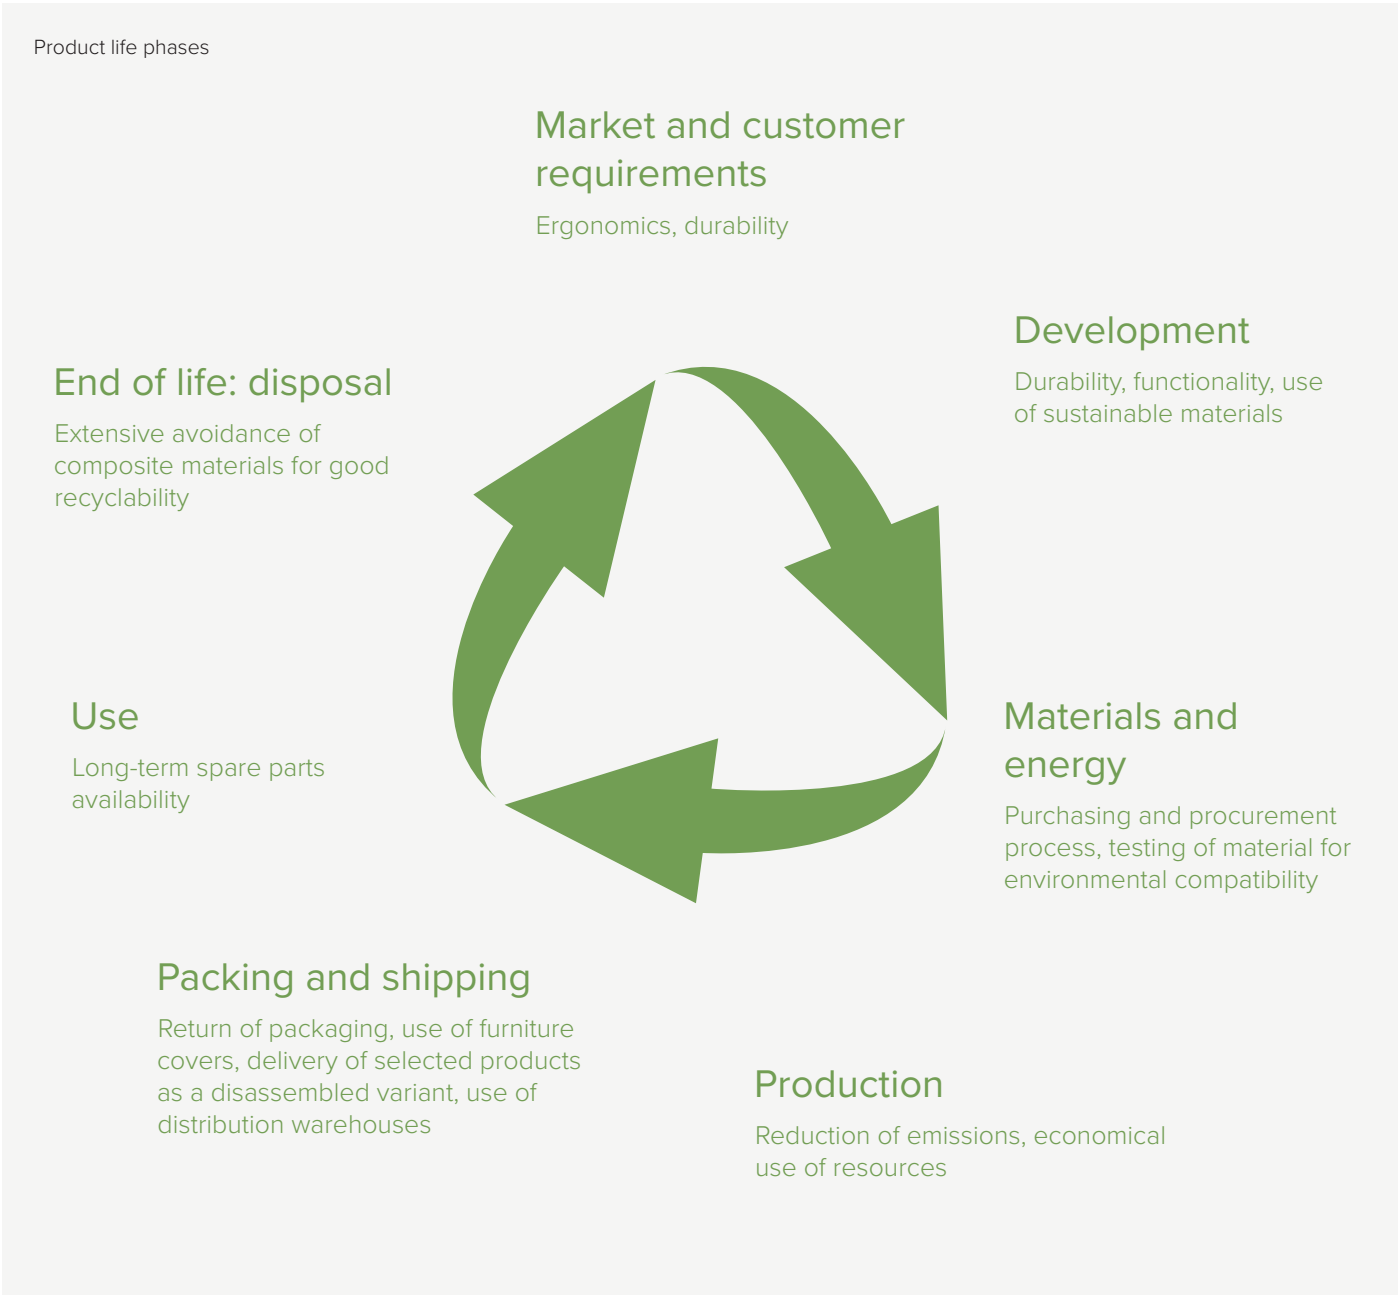 Product life phases
Market and customer
requirements
Ergonomics, durability
Development
Durability, functionality, use
of sustainable materials
End of life: disposal
Extensive avoidance of
composite materials for good
recyclability
Use
Long-term spare parts
availability
Materials and
energy
Purchasing and procurement
process, testing of material for
environmental compatibility
Packing and shipping
Return of packaging, use of furniture
covers, delivery of selected products
as a disassembled variant, use of
distribution warehouses
Production
Reduction of emissions, economical
use of resources